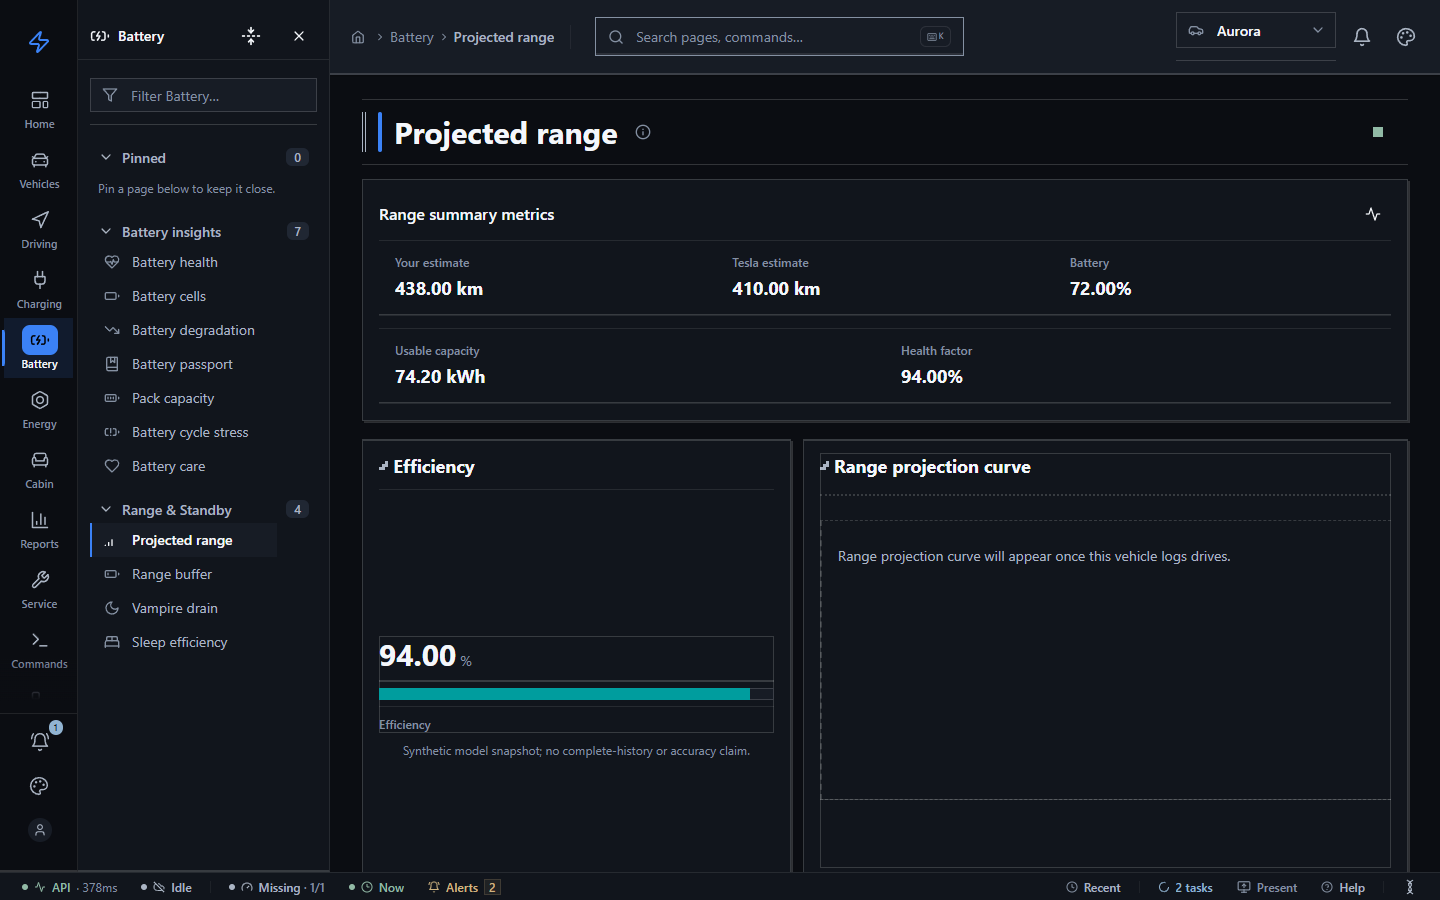 Battery
Battery
Projected range
Search pages, commands...
K
Aurora
Home
Vehicles
Driving
Charging
Battery
Energy
Cabin
Reports
Service
Commands
1
Filter Battery...
Pinned
0
Pin a page below to keep it close.
Battery insights
7
Battery health
Battery cells
Battery degradation
Battery passport
Pack capacity
Battery cycle stress
Battery care
Range & Standby
4
Projected range
Range buffer
Vampire drain
Sleep efficiency
Projected range
Range summary metrics
Your estimate
438.00 km
Tesla estimate
410.00 km
Battery
72.00%
Usable capacity
74.20 kWh
Health factor
94.00%
Efficiency
94.00 %
Efficiency
Synthetic model snapshot; no complete-history or accuracy claim.
Range projection curve
Range projection curve will appear once this vehicle logs drives.
API · 378ms
Idle
Missing · 1/1
Now
Alerts 2
Recent
2 tasks
Present
Help